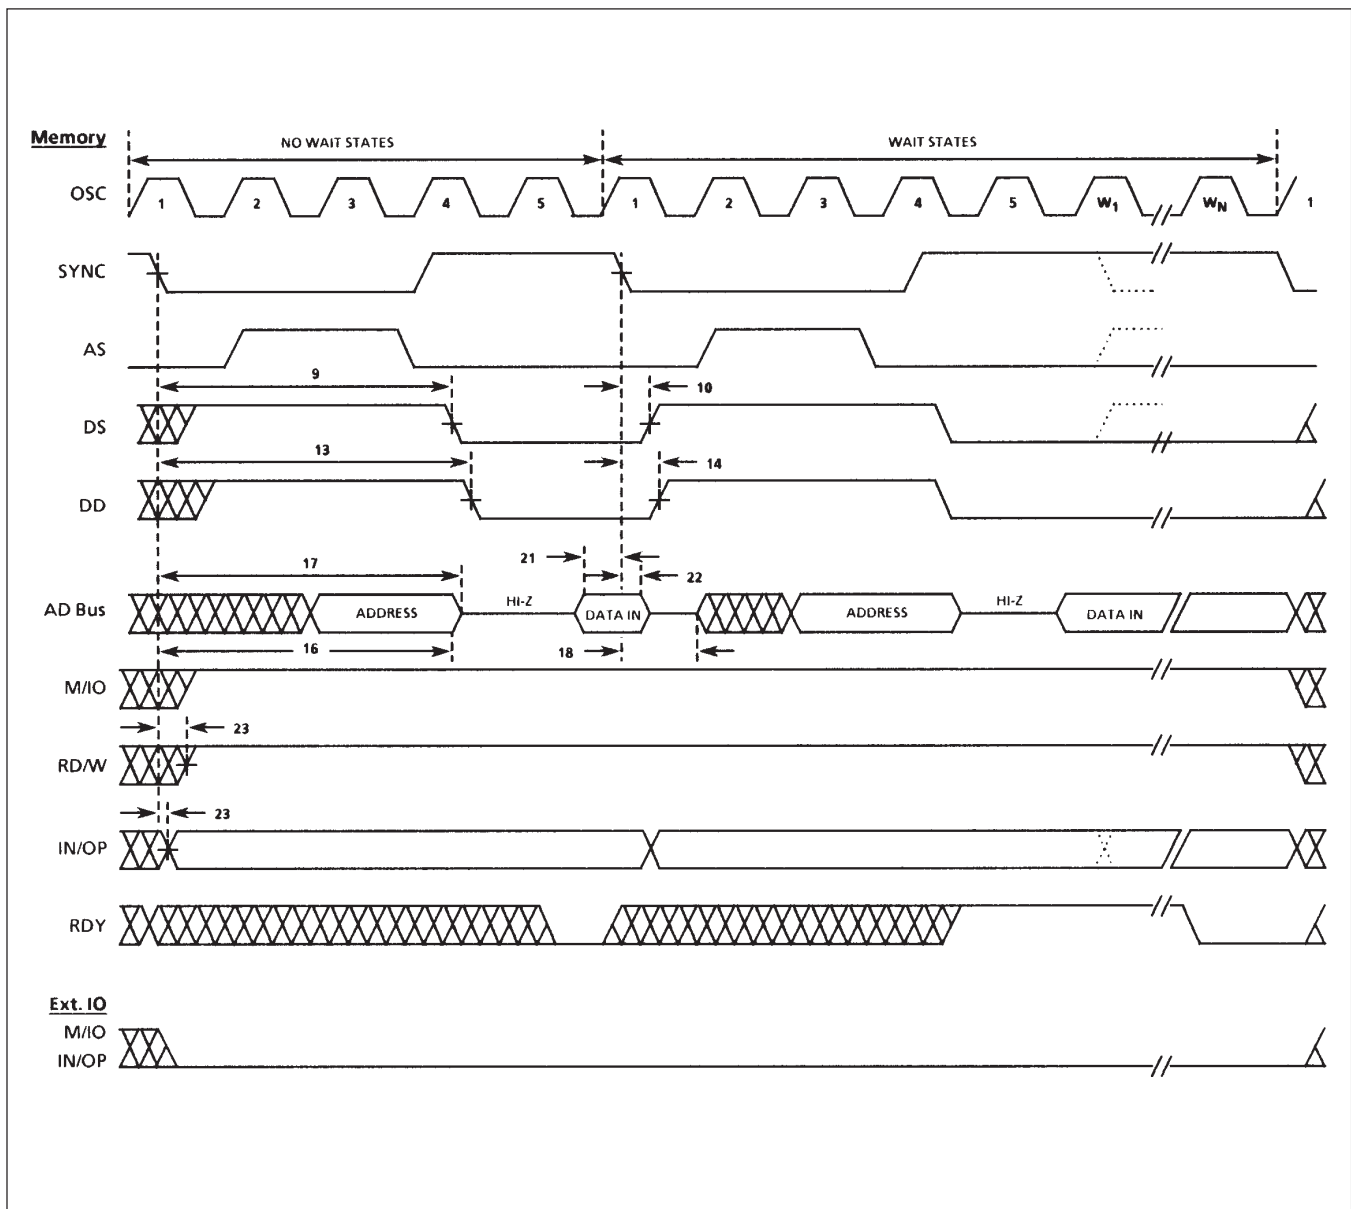 Memory
NO WAIT STATES WAIT STATES
OSC 1 2 3 4 5 1 2 3 4 5 W1 WN 1
SYNC
AS
9 10
DS
13 14
DD
21
17 22
AD Bus ADDRESS HI-Z DATA IN ADDRESS HI-Z DATA IN
16 18
M/IO
23
RD/W
23
IN/OP
RDY
Ext. IO
M/IO
IN/OP